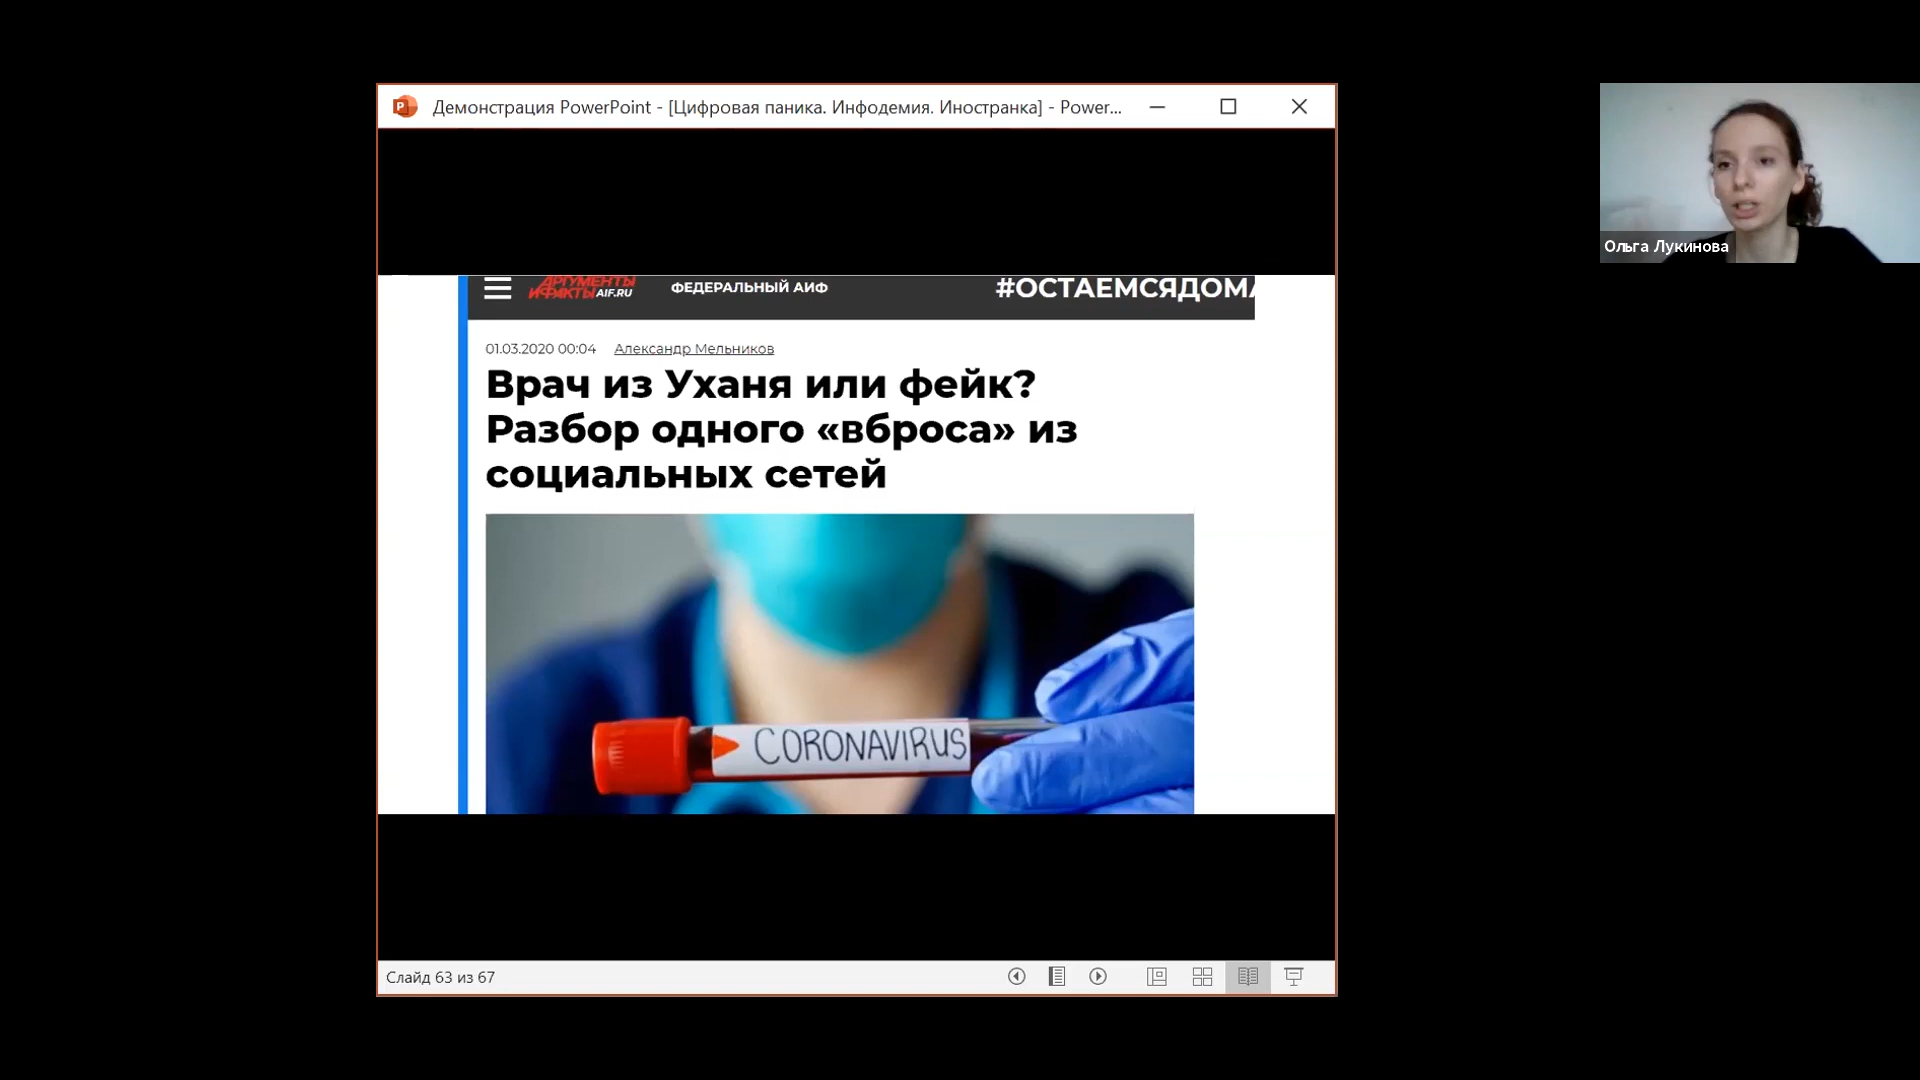 Демонстрация PowerPoint - [Цифровая паника. Инфодемия. Иностранка] - Power...
АРГУМЕНТЫ
И ФАКТЫ AIF.RU
ФЕДЕРАЛЬНЫЙ АИФ
#ОСТАЕМСЯДОМА
01.03.2020 00:04 Александр Мельников
Врач из Уханя или фейк?
Разбор одного «вброса» из
социальных сетей
CORONAVIRUS
Слайд 63 из 67
Ольга Лукинова